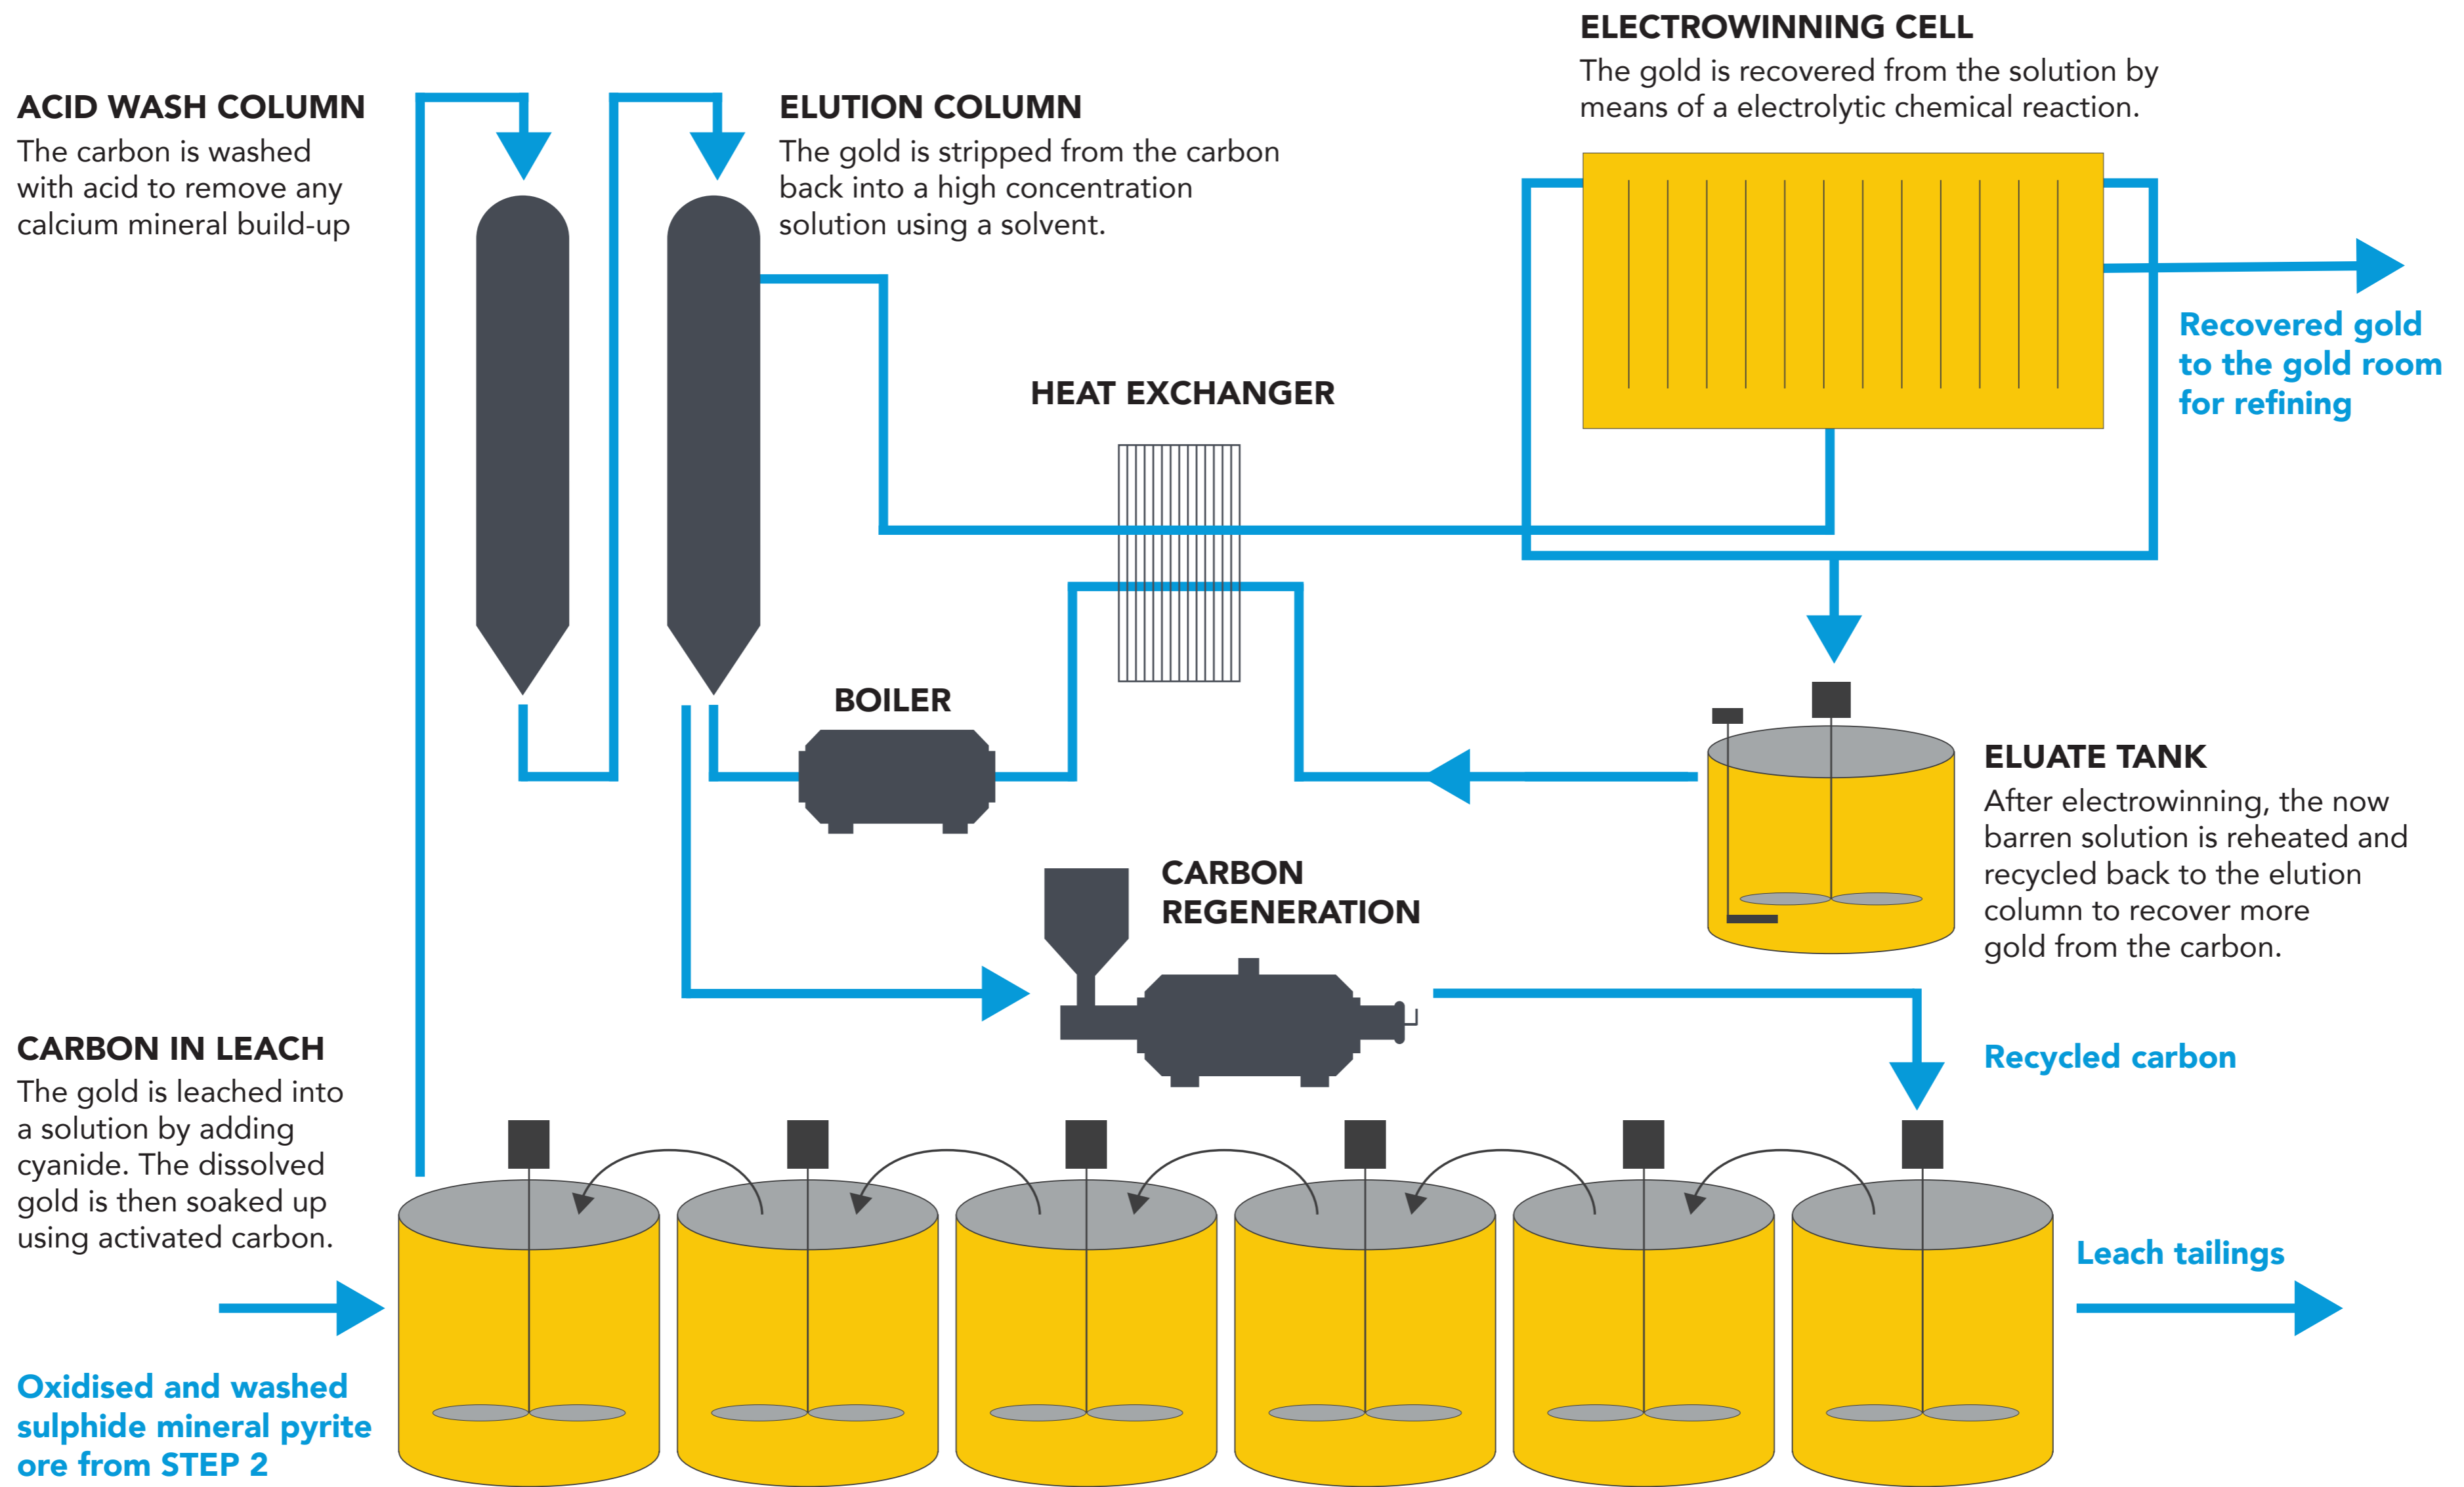 ACID WASH COLUMN
The carbon is washed
with acid to remove any
calcium mineral build-up
ELUTION COLUMN
The gold is stripped from the carbon
back into a high concentration
solution using a solvent.
ELECTROWINNING CELL
The gold is recovered from the solution by
means of a electrolytic chemical reaction.
Recovered gold
to the gold room
for refining
HEAT EXCHANGER
BOILER
ELUATE TANK
After electrowinning, the now
barren solution is reheated and
recycled back to the elution
column to recover more
gold from the carbon.
CARBON
REGENERATION
Recycled carbon
CARBON IN LEACH
The gold is leached into
a solution by adding
cyanide. The dissolved
gold is then soaked up
using activated carbon.
Leach tailings
Oxidised and washed
sulphide mineral pyrite
ore from STEP 2